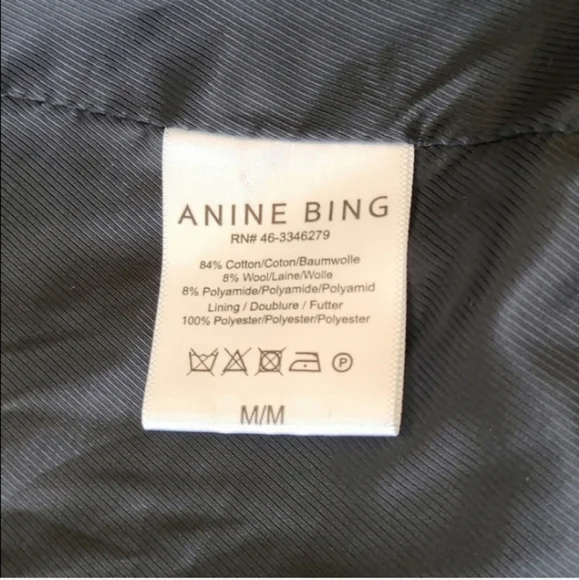 ANINE BING
RN# 46-3346279
84% Cotton/Coton/Baumwolle
8% Wool/Laine/Wolle
8% Polyamide/Polyamide/Polyamid
Lining / Doublure / Futter
100% Polyester/Polyester/Polyester
P
M/M